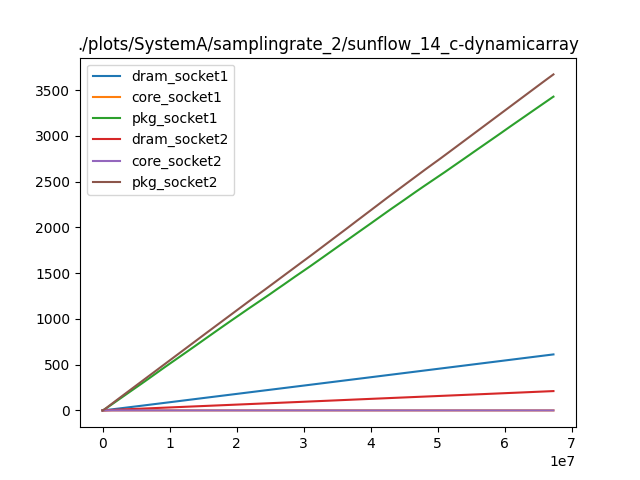 ./plots/SystemA/samplingrate_2/sunflow_14_c-dynamicarray
dram_socket1
core_socket1
pkg_socket1
dram_socket2
core_socket2
pkg_socket2
3500
3000
2500
2000
1500
1000
500
0
0 1 2 3 4 5 6 7
1e7